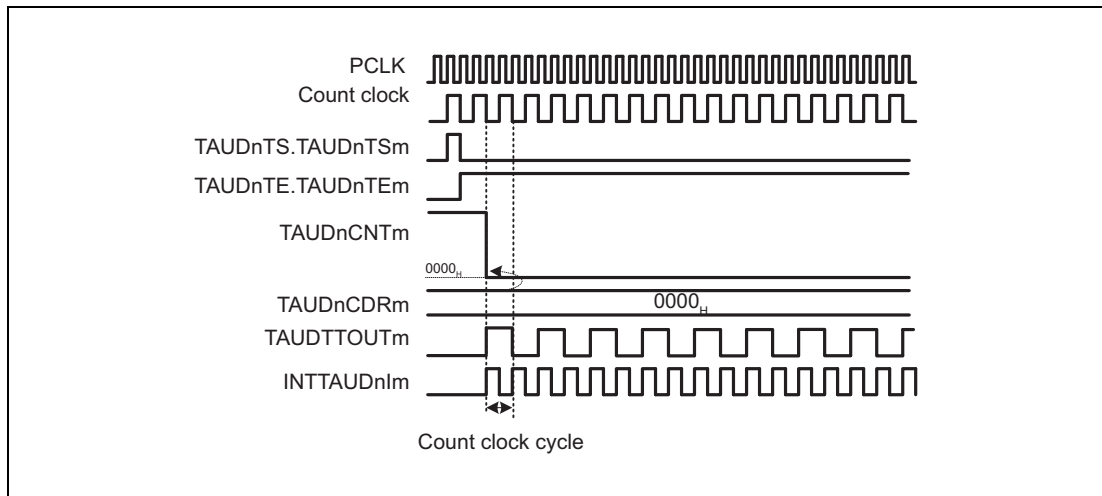 PCLK
Count clock
TAUDnTS.TAUDnTSm
TAUDnTE.TAUDnTEm
TAUDnCNTm
0000H
TAUDnCDRm
0000H
TAUDTTOUTm
INTTAUDnIm
Count clock cycle